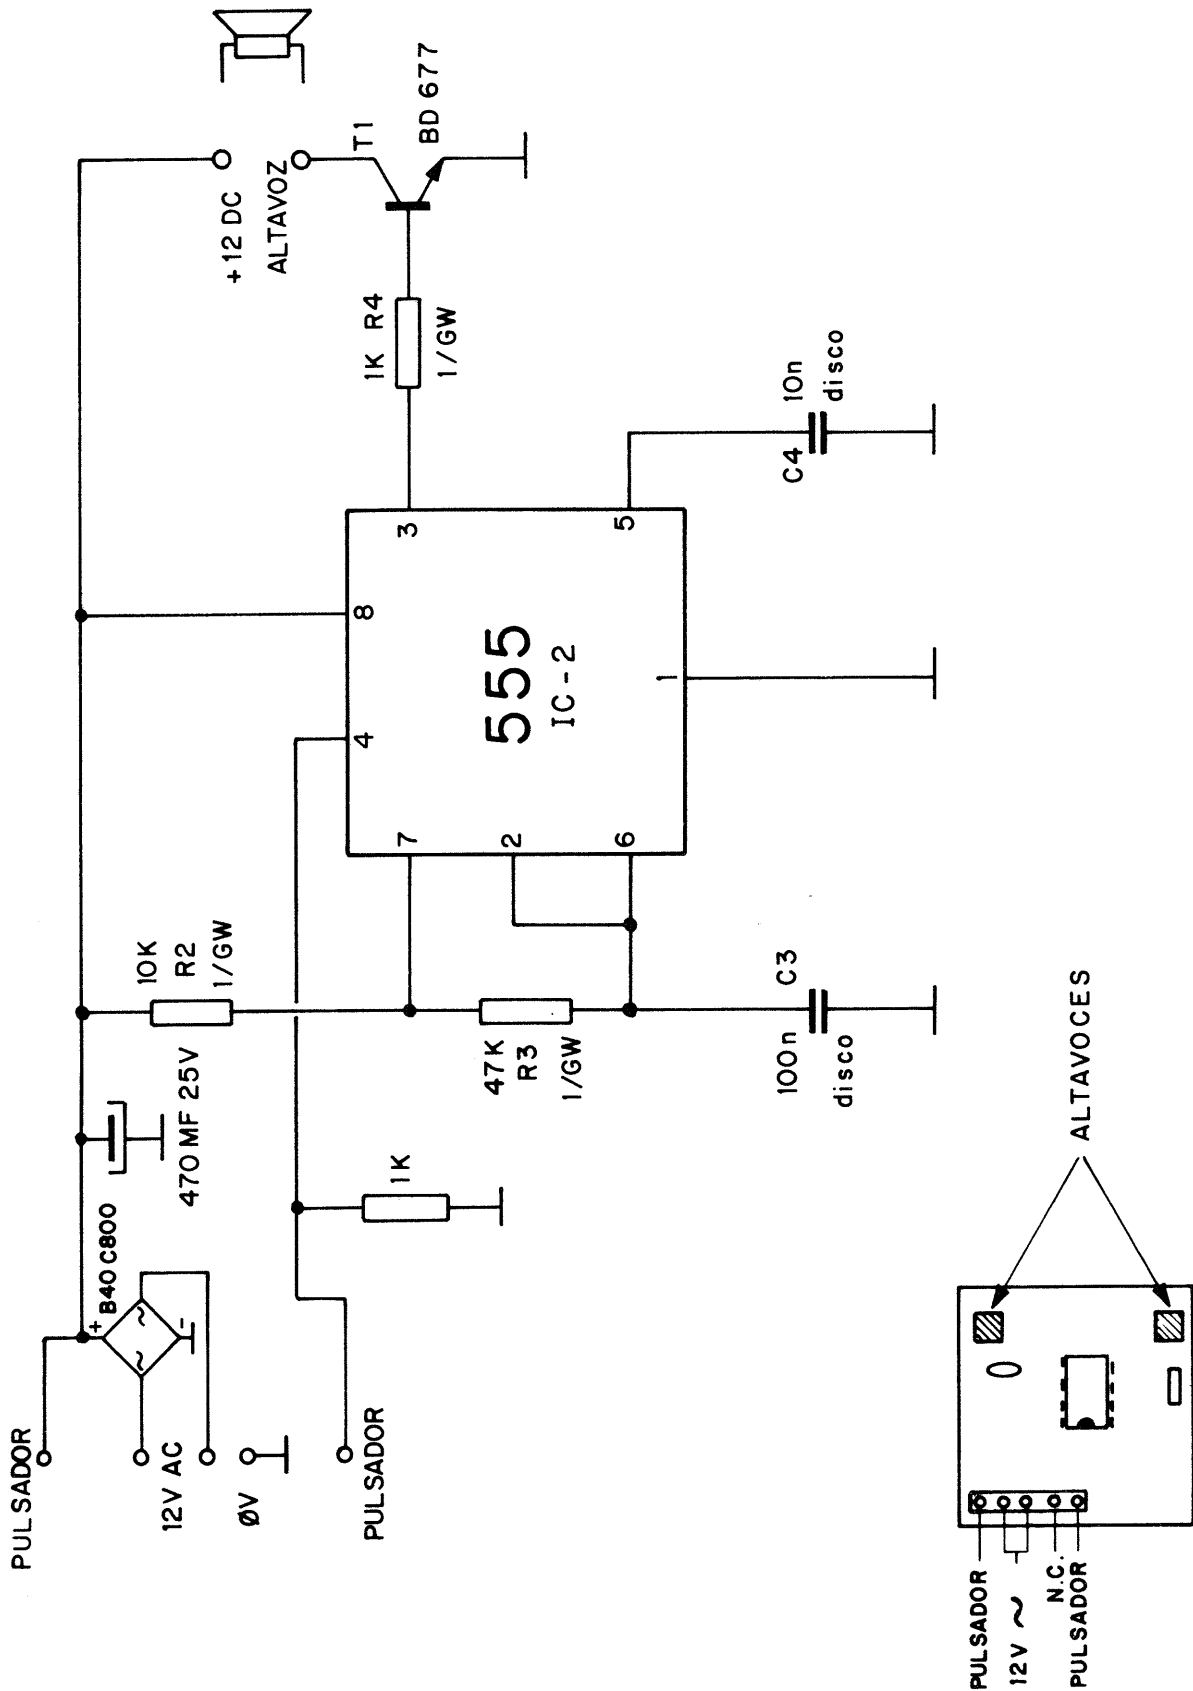 PULSADOR
12V AC
ØV
PULSADOR
+
-
~
~
B40 C800
470 MF 25V
10K
R2
1/GW
1K
47K
R3
1/GW
100n C3
disco
7
2
6
4
8
3
5
1
555
IC-2
1K R4
1/GW
C4 10n
disco
+12 DC
ALTAVOZ
T1
BD 677
PULSADOR
12V ~
N.C.
PULSADOR
ALTAVOCES